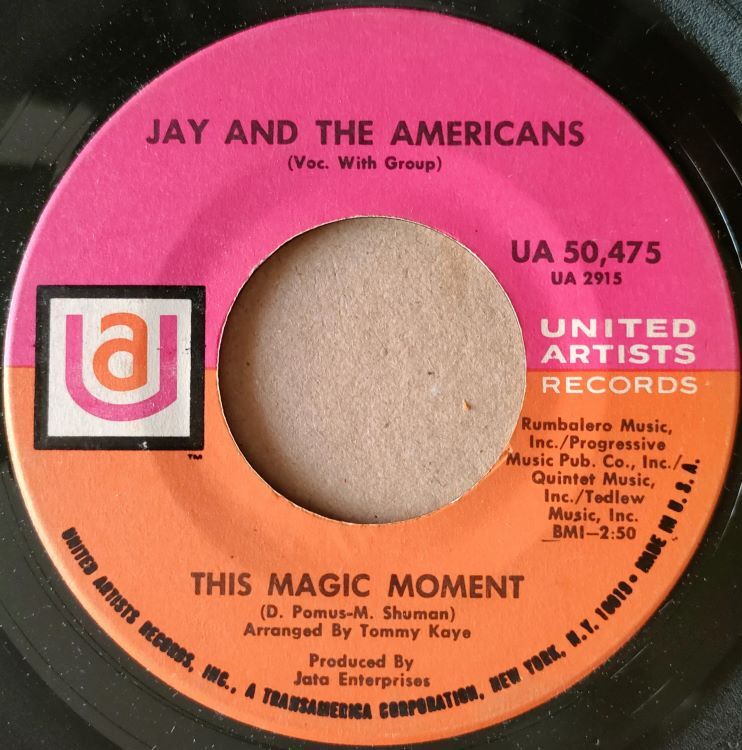 JAY AND THE AMERICANS
(Voc. With Group)
UA 50,475
UA 2915
ua
TM
UNITED
ARTISTS
RECORDS
Rumbalero Music,
Inc./Progressive
Music Pub. Co., Inc./
Quintet Music,
Inc./Tedlew
Music, Inc.
BMI-2:50
THIS MAGIC MOMENT
(D. Pomus-M. Shuman)
Arranged By Tommy Kaye
Produced By
Jata Enterprises
UNITED ARTISTS RECORDS, INC., A TRANSAMERICA CORPORATION, NEW YORK, N.Y. 10019 • MADE IN U.S.A.